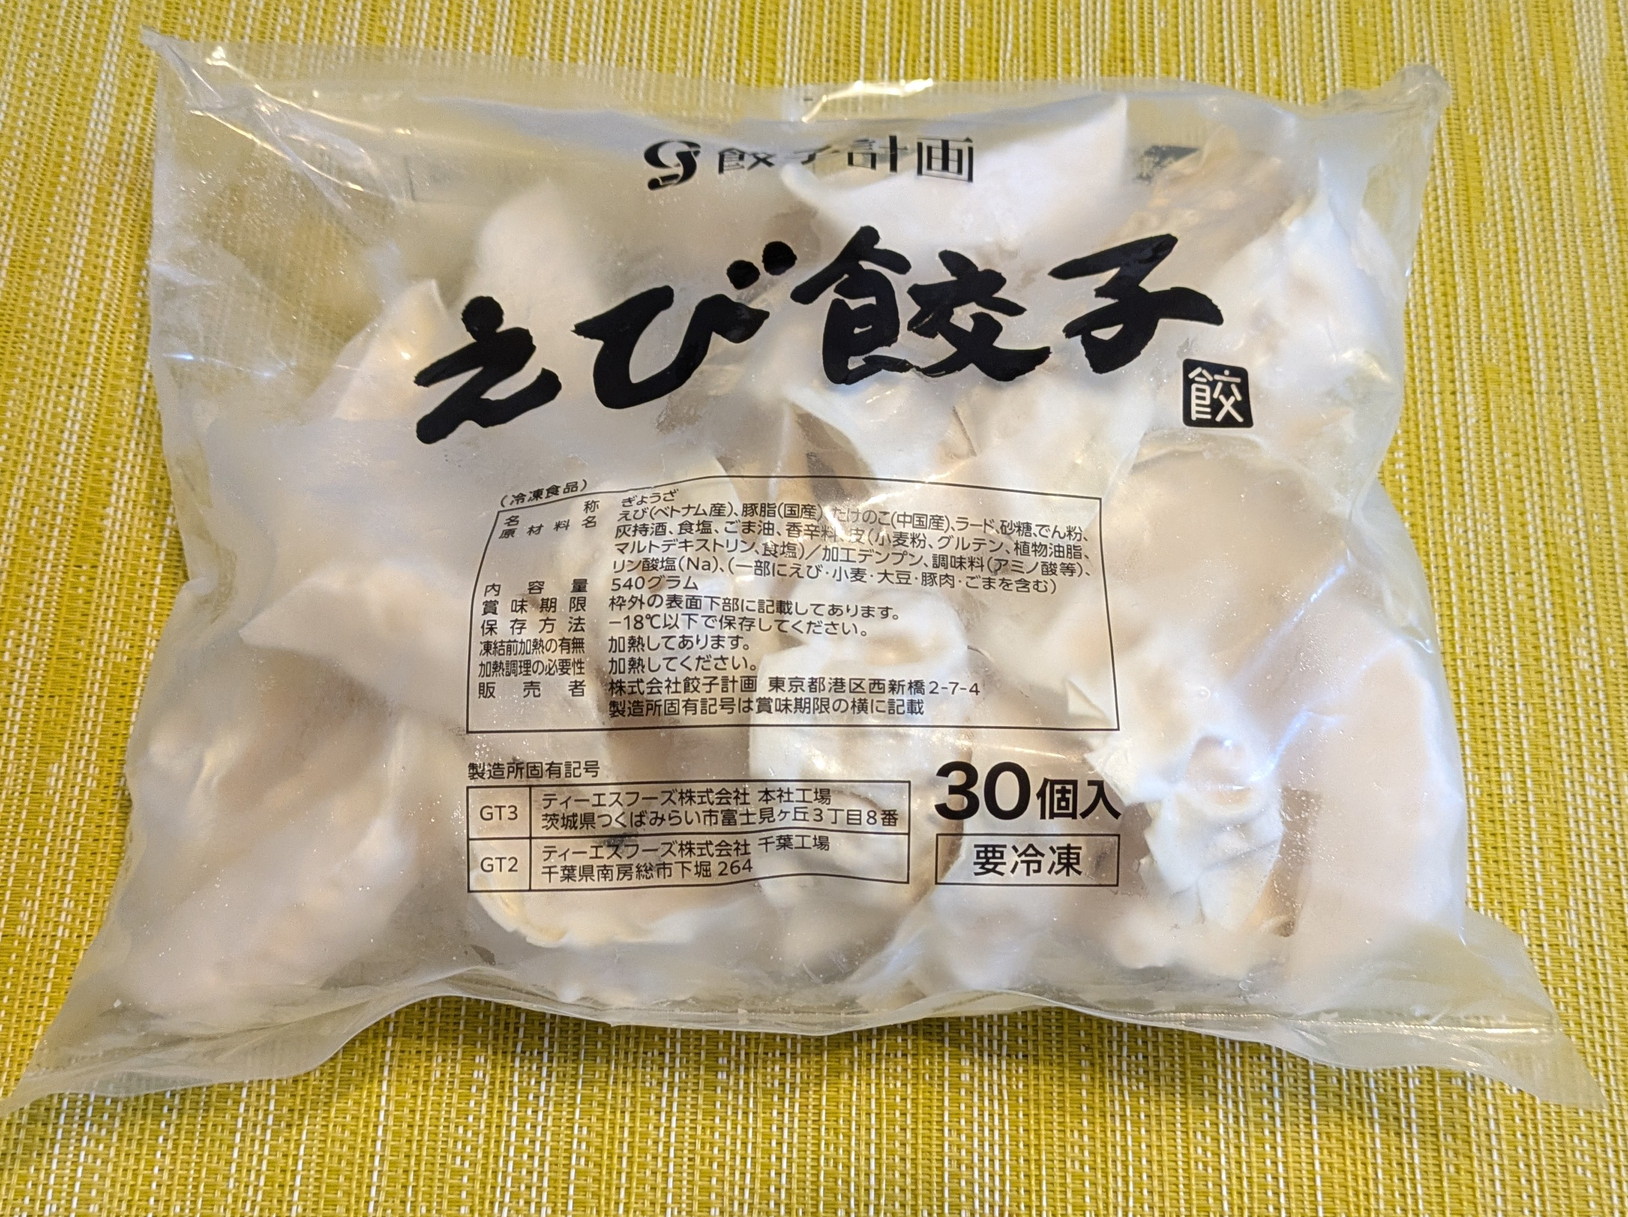 餃子計画
えび餃子
餃
(冷凍食品)
名称 ぎょうざ
原材料名 えび(ベトナム産)、豚脂(国産)、たけのこ(中国産)、ラード、砂糖、でん粉、
灰持酒、食塩、ごま油、香辛料、皮(小麦粉、グルテン、植物油脂、
マルトデキストリン、食塩)／加工デンプン、調味料(アミノ酸等)、
リン酸塩(Na)、(一部にえび・小麦・大豆・豚肉・ごまを含む)
内容量 540グラム
賞味期限 枠外の表面下部に記載してあります。
保存方法 −18℃以下で保存してください。
凍結前加熱の有無 加熱してあります。
加熱調理の必要性 加熱してください。
販売者 株式会社餃子計画 東京都港区西新橋2-7-4
製造所固有記号は賞味期限の横に記載
製造所固有記号
GT3 ティーエスフーズ株式会社 本社工場
茨城県つくばみらい市富士見ヶ丘3丁目8番
GT2 ティーエスフーズ株式会社 千葉工場
千葉県南房総市下堀 264
30個入
要冷凍